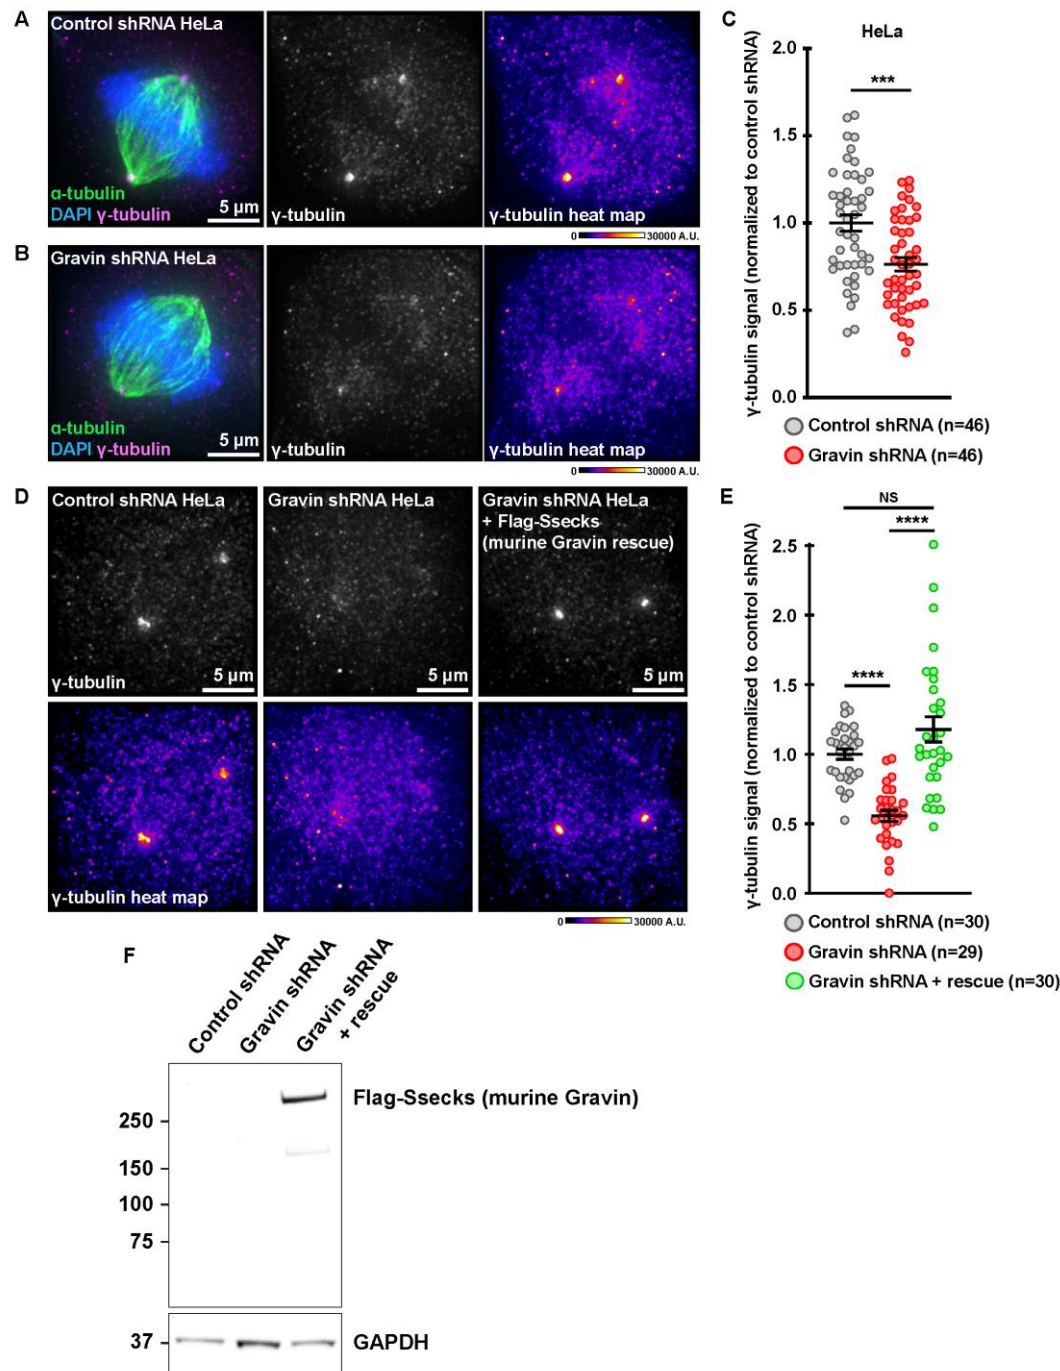 A
Control shRNA HeLa
α-tubulin
DAPI γ-tubulin
5 μm
γ-tubulin
γ-tubulin heat map
0 30000 A.U.
B
Gravin shRNA HeLa
α-tubulin
DAPI γ-tubulin
5 μm
γ-tubulin
γ-tubulin heat map
0 30000 A.U.
C
HeLa
γ-tubulin signal (normalized to control shRNA)
2.0
1.5
1.0
0.5
0.0
***
Control shRNA (n=46)
Gravin shRNA (n=46)
D
Control shRNA HeLa
γ-tubulin
5 μm
Gravin shRNA HeLa
5 μm
Gravin shRNA HeLa
+ Flag-Ssecks
(murine Gravin rescue)
5 μm
γ-tubulin heat map
0 30000 A.U.
E
γ-tubulin signal (normalized to control shRNA)
2.5
2.0
1.5
1.0
0.5
0.0
NS
****
****
Control shRNA (n=30)
Gravin shRNA (n=29)
Gravin shRNA + rescue (n=30)
F
Control shRNA
Gravin shRNA
Gravin shRNA
+ rescue
250
150
100
75
Flag-Ssecks (murine Gravin)
37
GAPDH